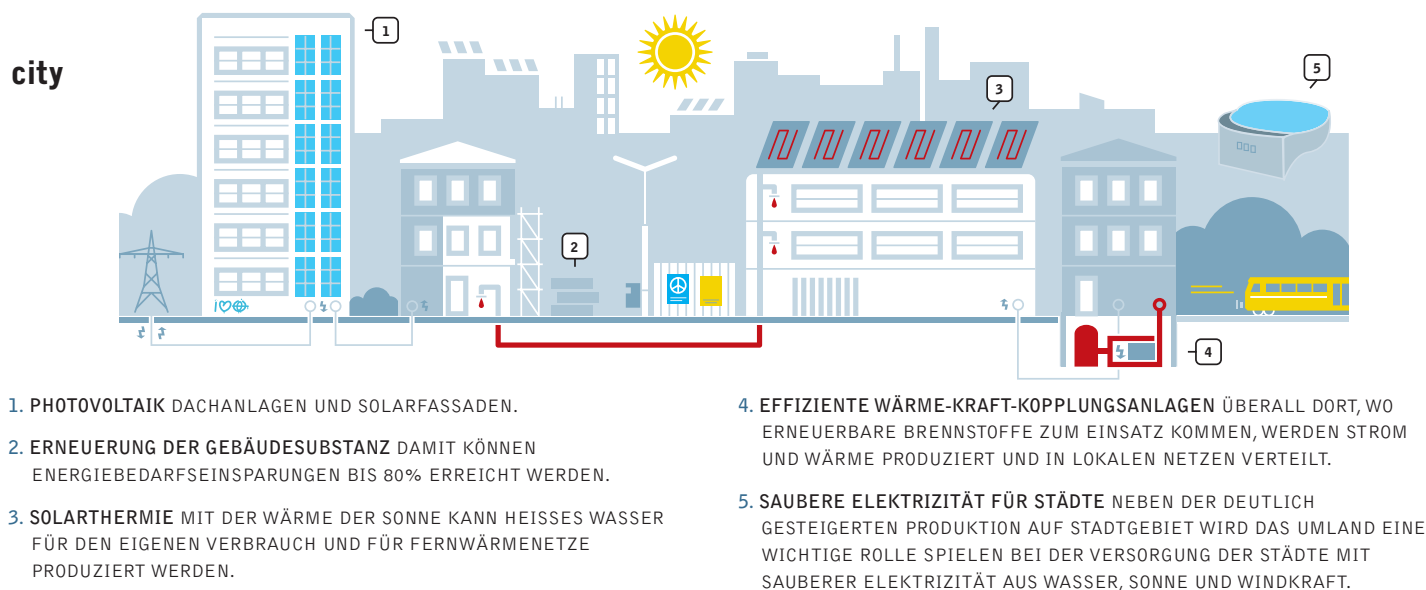 city
1
2
3
4
5
1. PHOTOVOLTAIK DACHANLAGEN UND SOLARFASSADEN.
2. ERNEUERUNG DER GEBÄUDESUBSTANZ DAMIT KÖNNEN
ENERGIEBEDARFSEINSPARUNGEN BIS 80% ERREICHT WERDEN.
3. SOLARTHERMIE MIT DER WÄRME DER SONNE KANN HEISSES WASSER
FÜR DEN EIGENEN VERBRAUCH UND FÜR FERNWÄRMENETZE
PRODUZIERT WERDEN.
4. EFFIZIENTE WÄRME-KRAFT-KOPPLUNGSANLAGEN ÜBERALL DORT, WO
ERNEUERBARE BRENNSTOFFE ZUM EINSATZ KOMMEN, WERDEN STROM
UND WÄRME PRODUZIERT UND IN LOKALEN NETZEN VERTEILT.
5. SAUBERE ELEKTRIZITÄT FÜR STÄDTE NEBEN DER DEUTLICH
GESTEIGERTEN PRODUKTION AUF STADTGEBIET WIRD DAS UMLAND EINE
WICHTIGE ROLLE SPIELEN BEI DER VERSORGUNG DER STÄDTE MIT
SAUBERER ELEKTRIZITÄT AUS WASSER, SONNE UND WINDKRAFT.